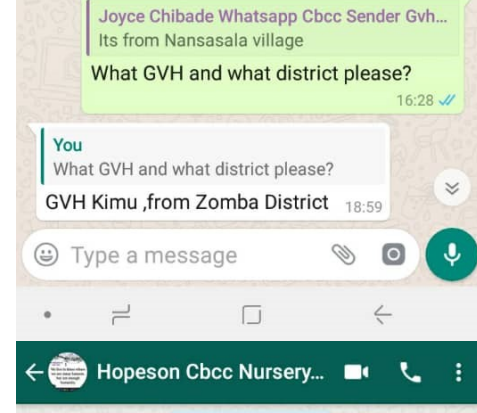 Joyce Chibade Whatsapp Cbcc Sender Gvh...
Its from Nansasala village
What GVH and what district please?
16:28
You
What GVH and what district please?
GVH Kimu ,from Zomba District 18:59
Type a message
Hopeson Cbcc Nursery...